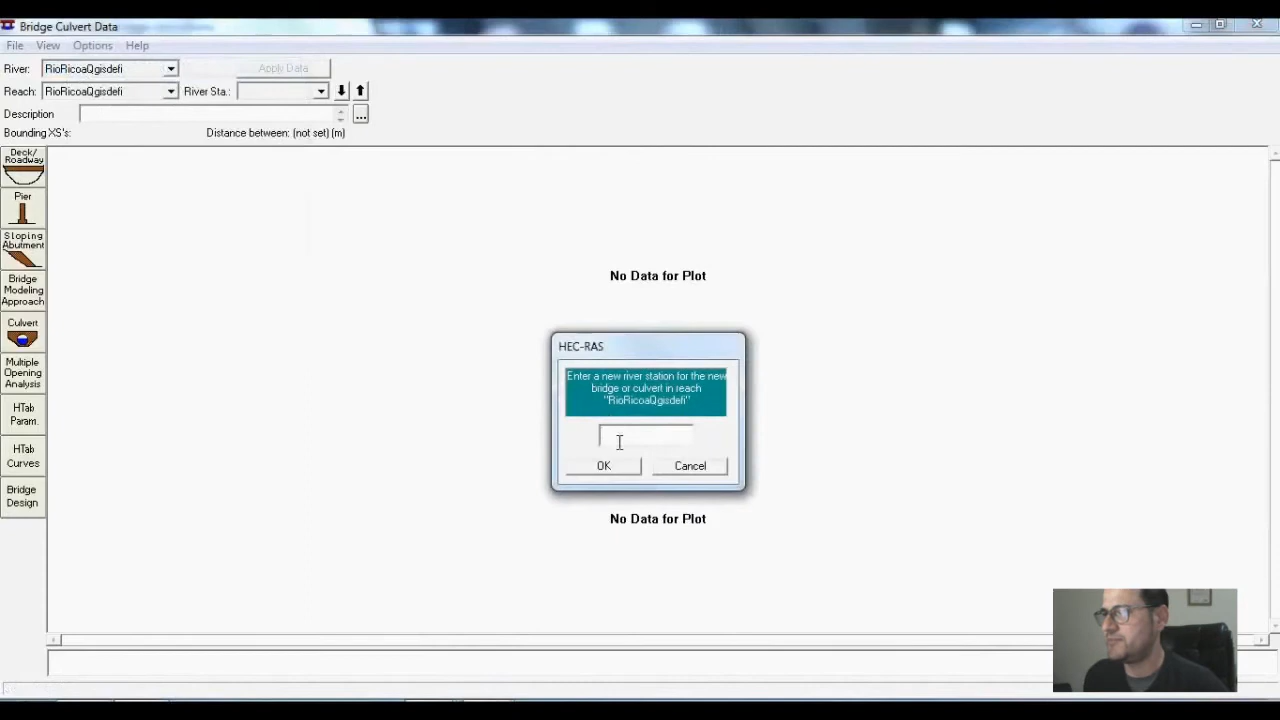 Bridge Culvert Data
File View Options Help
River: RioRicoaQgisdefi Apply Data
Reach: RioRicoaQgisdefi River Sta.:
Description ...
Bounding XS's: Distance between: (not set) (m)
Deck/
Roadway
Pier
Sloping
Abutment
Bridge
Modeling
Approach
Culvert
Multiple
Opening
Analysis
HTab
Param.
HTab
Curves
Bridge
Design
No Data for Plot
HEC-RAS
Enter a new river station for the new
bridge or culvert in reach
"RioRicoaQgisdefi"
OK Cancel
No Data for Plot